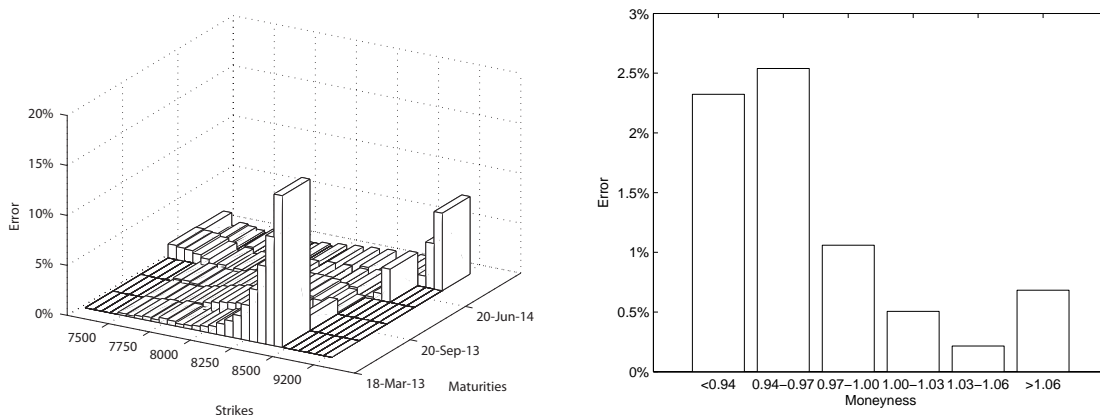 20%
15%
10%
5%
0%
Error
7500
7750
8000
8250
8500
9200
Strikes
18-Mar-13
20-Sep-13
20-Jun-14
Maturities
3%
2.5%
2%
1.5%
1%
0.5%
0%
Error
<0.94 0.94−0.97 0.97−1.00 1.00−1.03 1.03−1.06 >1.06
Moneyness